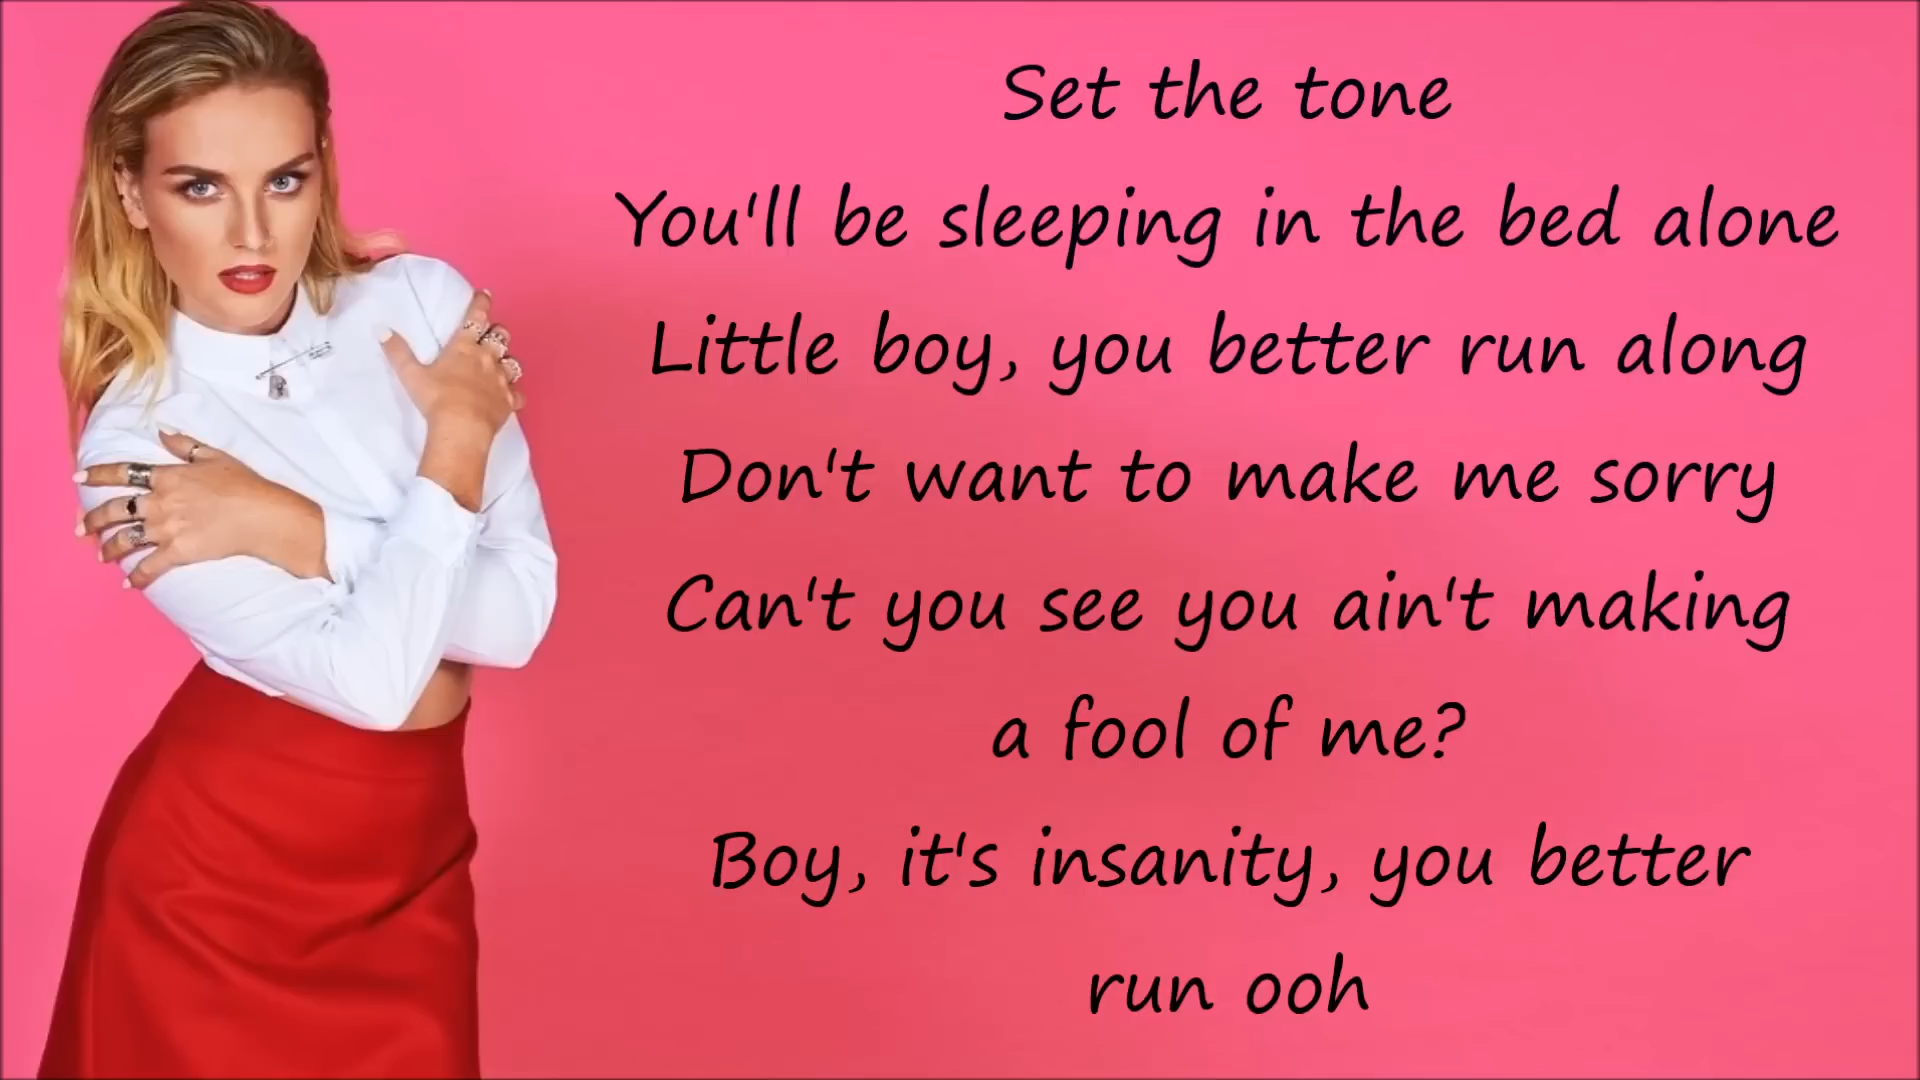 Set the tone
You'll be sleeping in the bed alone
Little boy, you better run along
Don't want to make me sorry
Can't you see you ain't making
a fool of me?
Boy, it's insanity, you better
run ooh